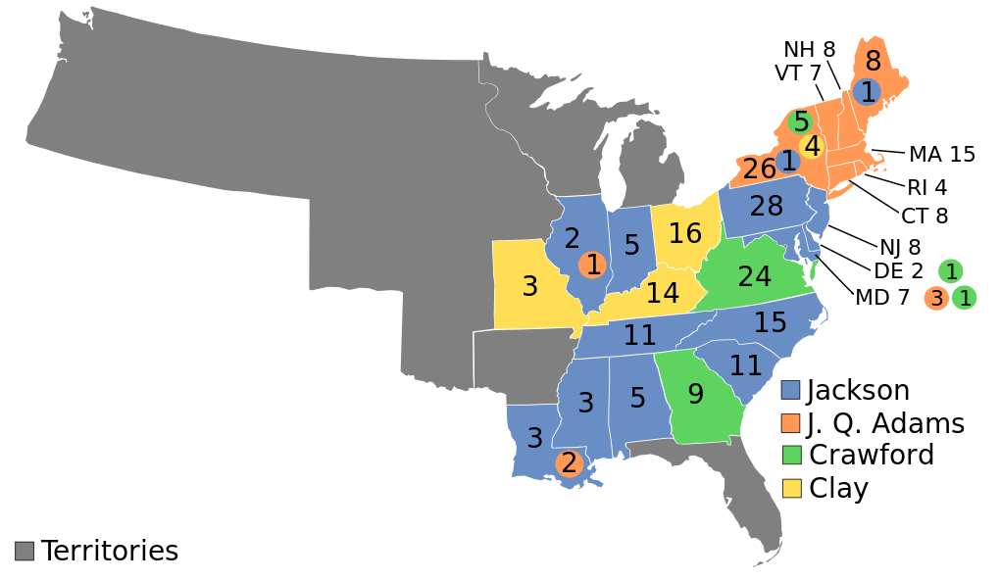 NH 8
VT 7
8
1
5
4
26
1
MA 15
RI 4
CT 8
28
NJ 8
DE 2 1
MD 7 3 1
2
1
5
16
3
14
24
11
15
11
3
5
9
3
2
Jackson
J. Q. Adams
Crawford
Clay
Territories